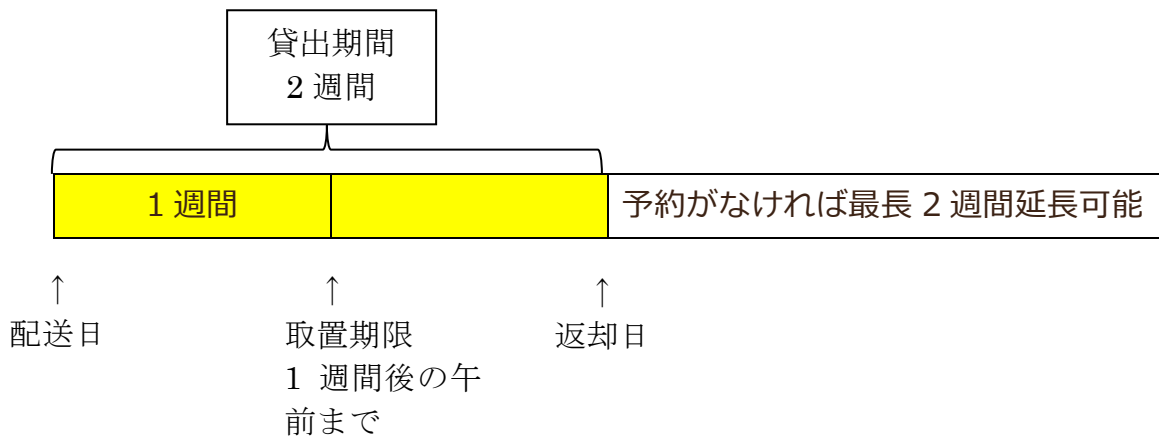 貸出期間
2週間
1週間
予約がなければ最長2週間延長可能
↑
↑
↑
配送日
取置期限
返却日
1 週間後の午
前まで